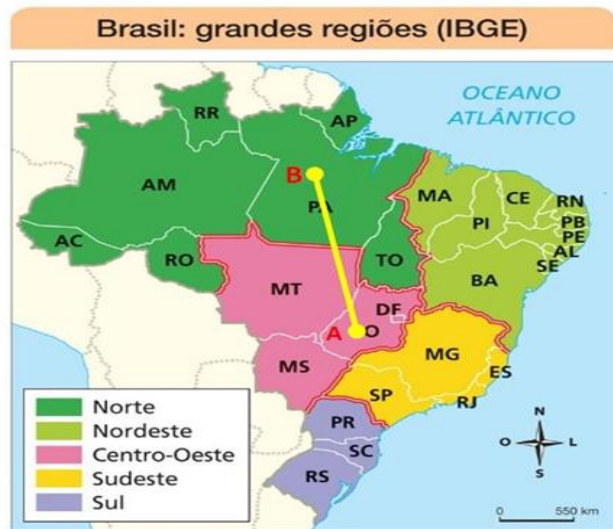 Brasil: grandes regiões (IBGE)
OCEANO
ATLÂNTICO
RR
AP
B
AM
PA
MA
CE
RN
PB
PE
AL
SE
PI
AC
RO
TO
BA
MT
DF
A
O
MG
ES
MS
SP
RJ
PR
SC
RS
Norte
Nordeste
Centro-Oeste
Sudeste
Sul
N
O
L
S
0 550 km